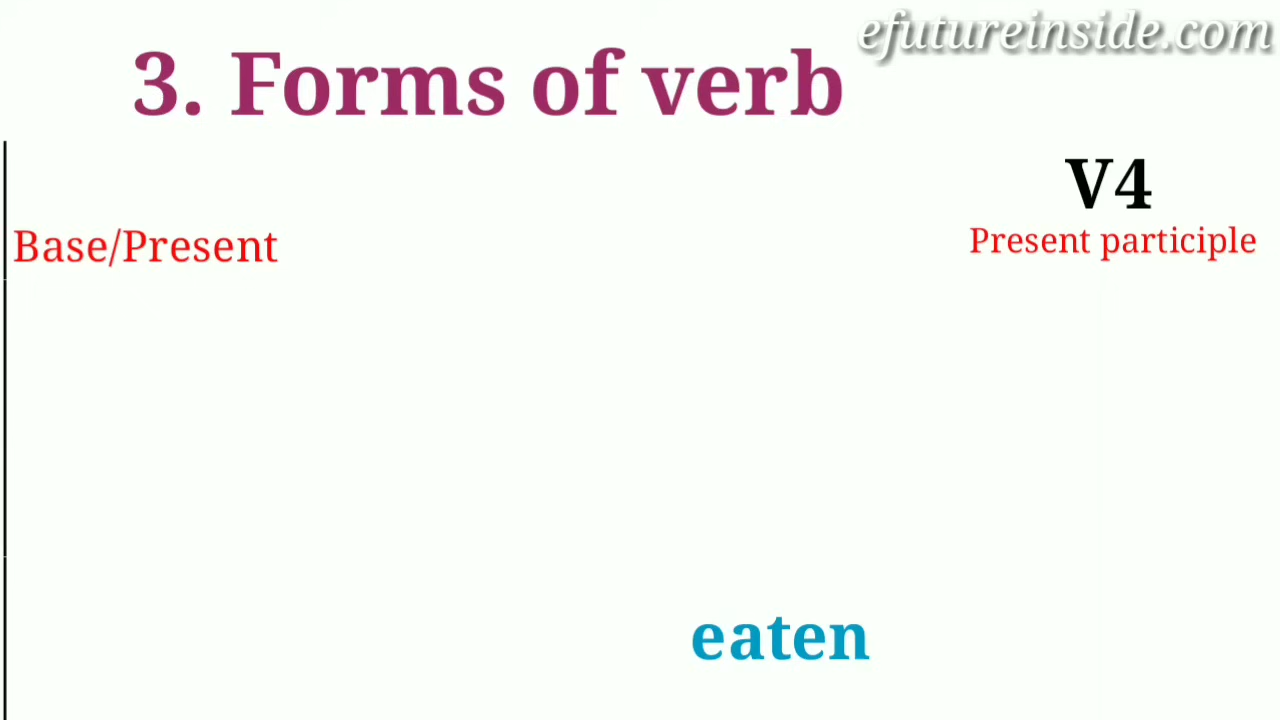 efutureinside.com
3. Forms of verb
V4
Base/Present
Present participle
eaten